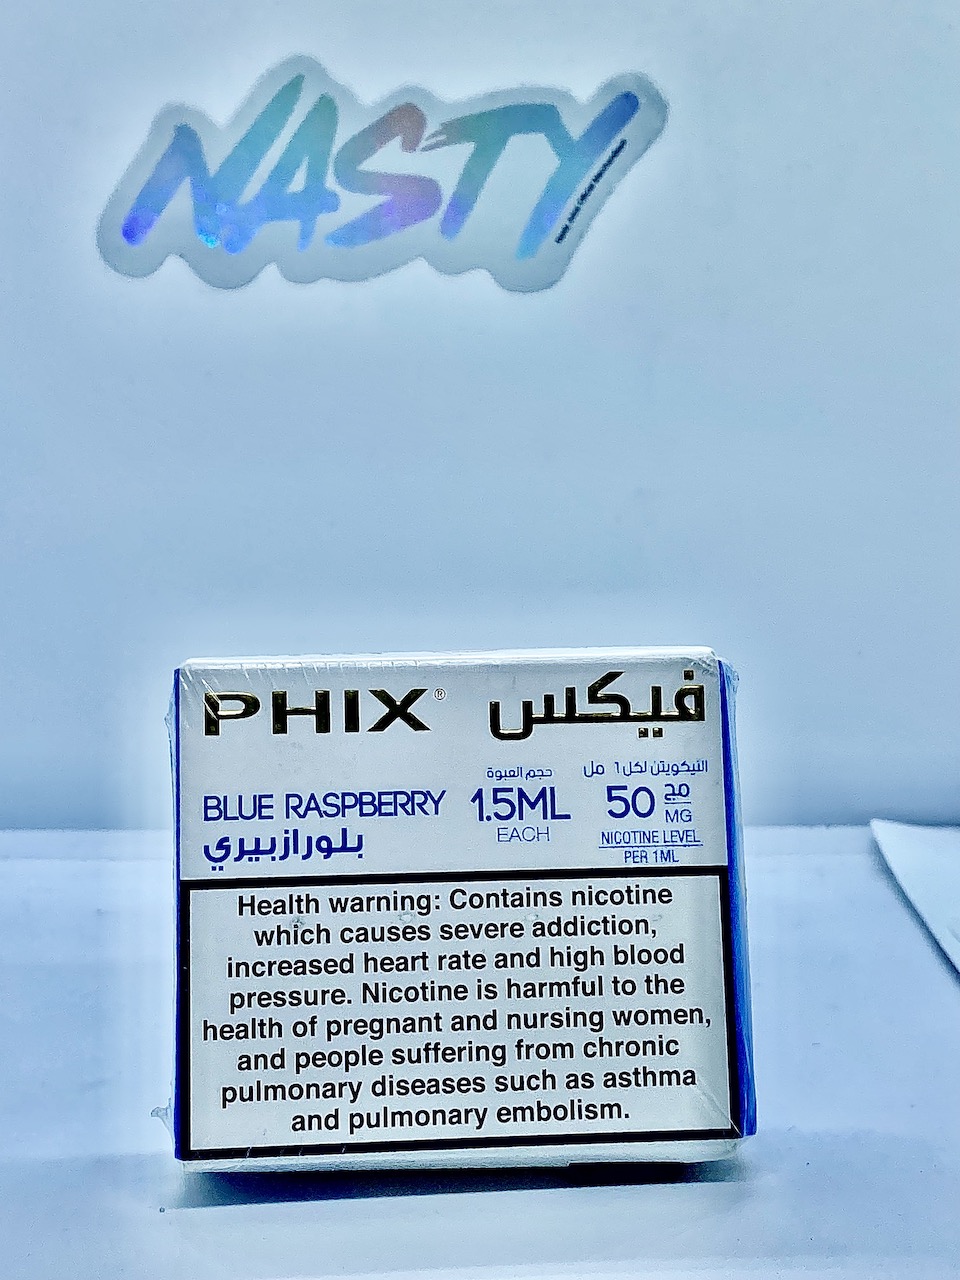 NASTY
PHIX® فيكس
حجم العبوة النيكويتن لكل 1 مل
BLUE RASPBERRY 1.5ML 50 مج
EACH MG
بلورازبيري NICOTINE LEVEL
PER 1ML
Health warning: Contains nicotine
which causes severe addiction,
increased heart rate and high blood
pressure. Nicotine is harmful to the
health of pregnant and nursing women,
and people suffering from chronic
pulmonary diseases such as asthma
and pulmonary embolism.